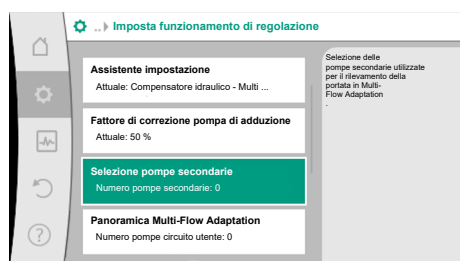 ..▸ Imposta funzionamento di regolazione
Assistente impostazione
Attuale: Compensatore idraulico - Multi ...
Fattore di correzione pompa di adduzione
Attuale: 50 %
Selezione pompe secondarie
Numero pompe secondarie: 0
Panoramica Multi-Flow Adaptation
Numero pompe circuito utente: 0
Selezione delle
pompe secondarie utilizzate
per il rilevamento della
portata in Multi-
Flow Adaptation
.